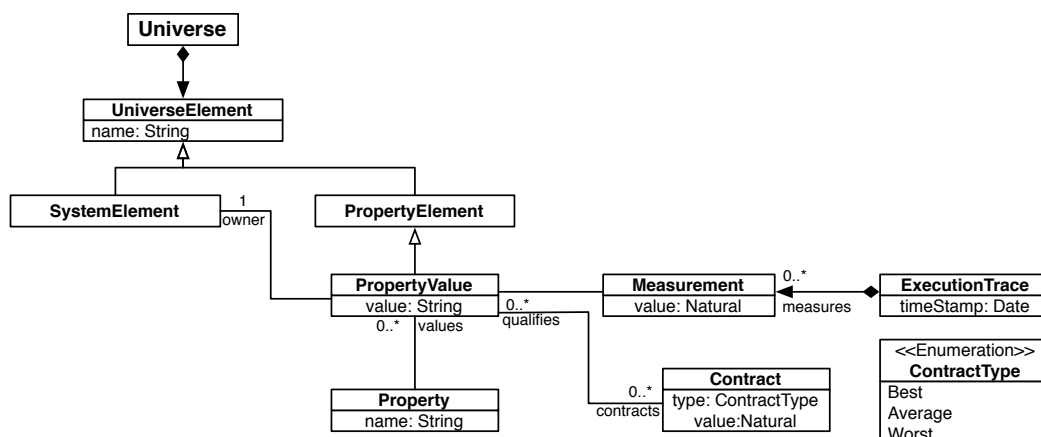 Universe
UniverseElement
name: String
SystemElement
1
owner
PropertyElement
PropertyValue
value: String
0..* values
0..*
qualifies
Measurement
value: Natural
0..*
measures
ExecutionTrace
timeStamp: Date
Property
name: String
0..*
contracts
Contract
type: ContractType
value:Natural
<<Enumeration>>
ContractType
Best
Average
Worst